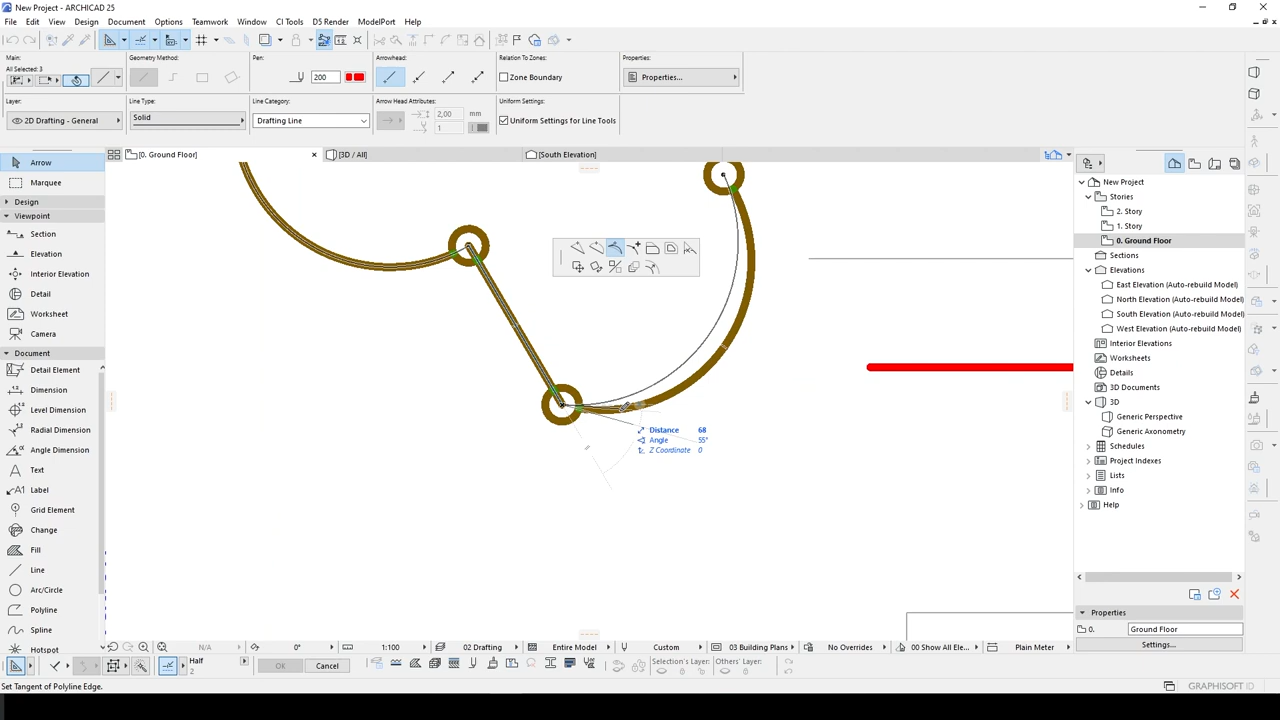 New Project - ARCHICAD 25
File Edit View Design Document Options Teamwork Window CI Tools D5 Render ModelPort Help
Main: Geometry Method: Pen: Arrowhead: Relation To Zones: Properties:
All Selected: 3
200 Zone Boundary Properties...
Layer: Line Type: Line Category: Arrow Head Attributes: Uniform Settings:
2D Drafting - General Solid Drafting Line 2,00 mm Uniform Settings for Line Tools
1
[0. Ground Floor] [3D / All] [South Elevation]
Arrow
Marquee
Design
Viewpoint
Section
Elevation
Interior Elevation
Detail
Worksheet
Camera
Document
Detail Element
Dimension
Level Dimension
Radial Dimension
Angle Dimension
Text
Label
Grid Element
Change
Fill
Line
Arc/Circle
Polyline
Spline
Hotspot
Distance 68
Angle 55°
Z Coordinate 0
New Project
Stories
2. Story
1. Story
0. Ground Floor
Sections
Elevations
East Elevation (Auto-rebuild Model)
North Elevation (Auto-rebuild Model)
South Elevation (Auto-rebuild Model)
West Elevation (Auto-rebuild Model)
Interior Elevations
Worksheets
Details
3D Documents
3D
Generic Perspective
Generic Axonometry
Schedules
Project Indexes
Lists
Info
Help
Properties
0. Ground Floor
Settings...
N/A 0° 1:100 02 Drafting Entire Model Custom 03 Building Plans No Overrides 00 Show All Ele... Plain Meter
Half
2
OK Cancel Selection's Layer: Others' Layer:
Set Tangent of Polyline Edge.
GRAPHISOFT ID